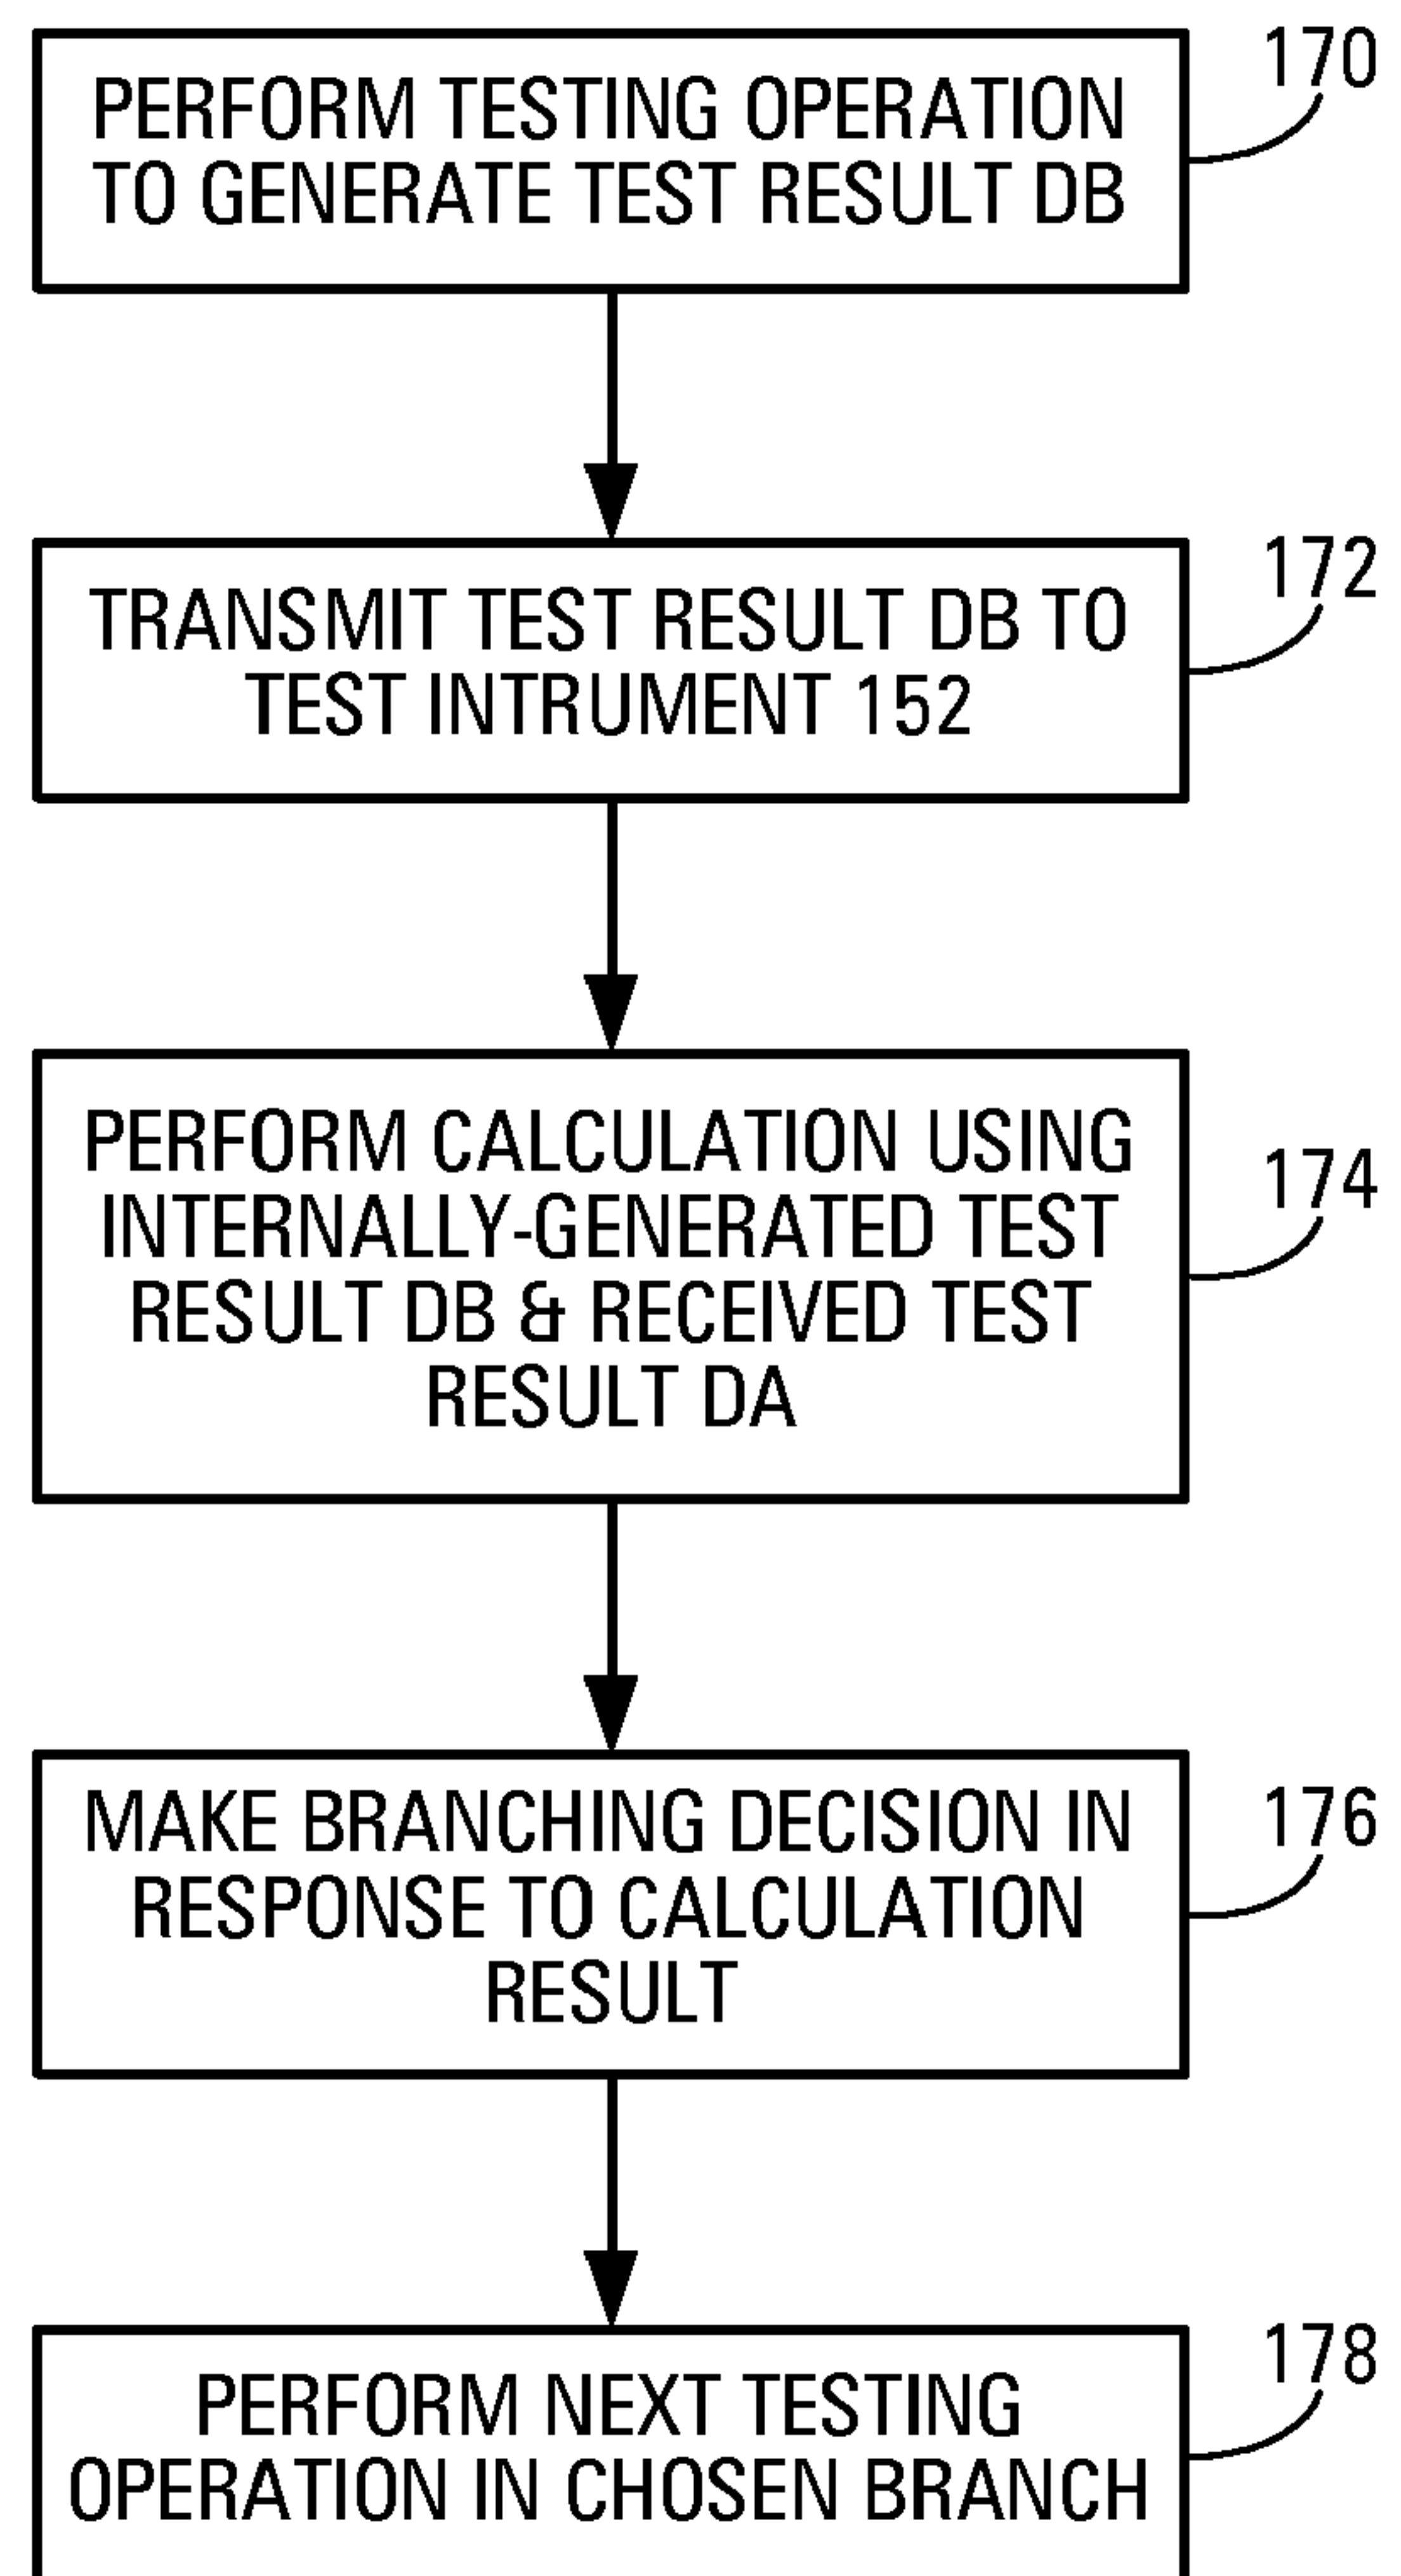 170
PERFORM TESTING OPERATION
TO GENERATE TEST RESULT DB
172
TRANSMIT TEST RESULT DB TO
TEST INTRUMENT 152
174
PERFORM CALCULATION USING
INTERNALLY-GENERATED TEST
RESULT DB & RECEIVED TEST
RESULT DA
176
MAKE BRANCHING DECISION IN
RESPONSE TO CALCULATION
RESULT
178
PERFORM NEXT TESTING
OPERATION IN CHOSEN BRANCH